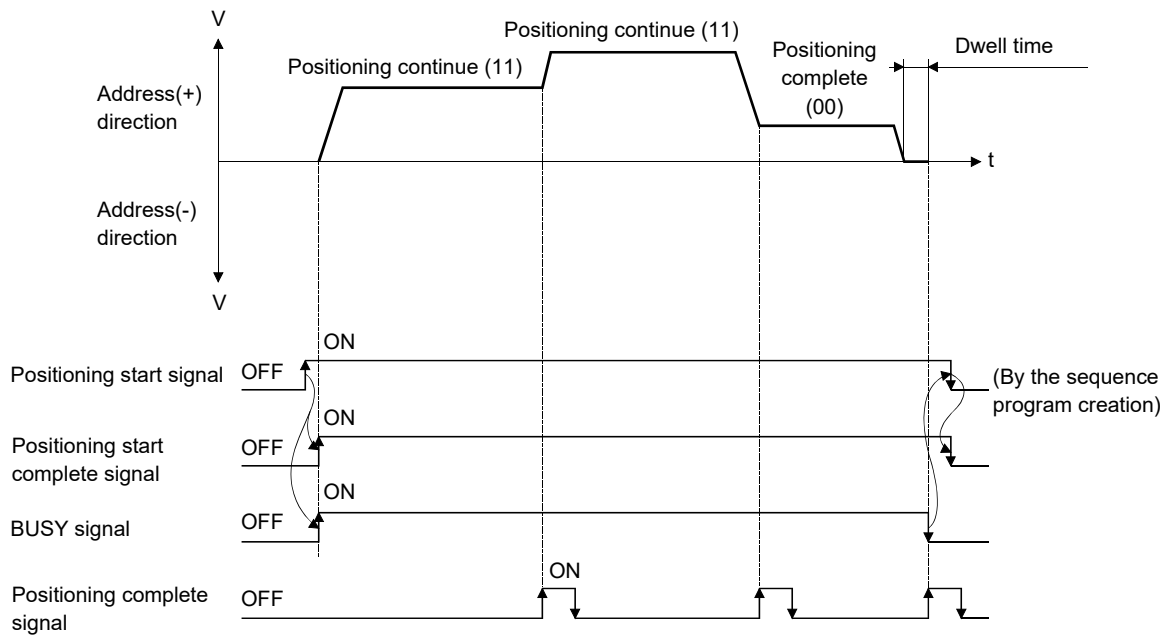 V
Positioning continue (11)
Positioning continue (11)
Positioning
complete
(00)
Dwell time
Address(+)
direction
t
Address(-)
direction
V
ON
Positioning start signal
OFF
(By the sequence
program creation)
ON
Positioning start
complete signal
OFF
ON
BUSY signal
OFF
ON
Positioning complete
signal
OFF